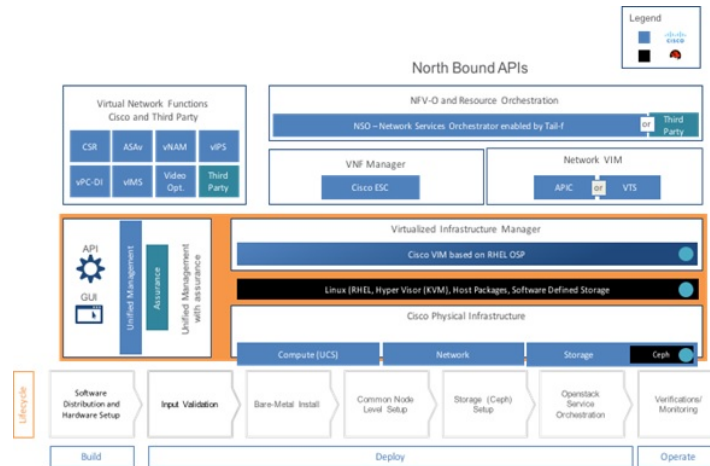 Legend
CISCO
North Bound APIs
Virtual Network Functions
Cisco and Third Party
CSR
ASAv
vNAM
vIPS
vPC-DI
vIMS
Video
Opt.
Third
Party
NFV-O and Resource Orchestration
NSO – Network Services Orchestrator enabled by Tail-f
or
Third
Party
VNF Manager
Cisco ESC
Network VIM
APIC
or
VTS
API
GUI
Unified Management
Assurance
Unified Management
with assurance
Virtualized Infrastructure Manager
Cisco VIM based on RHEL OSP
Linux (RHEL, Hyper Visor (KVM), Host Packages, Software Defined Storage
Cisco Physical Infrastructure
Compute (UCS)
Network
Storage
Ceph
Lifecycle
Software
Distribution and
Hardware Setup
Input Validation
Bare-Metal Install
Common Node
Level Setup
Storage (Ceph)
Setup
Openstack
Service
Orchestration
Verifications/
Monitoring
Build
Deploy
Operate